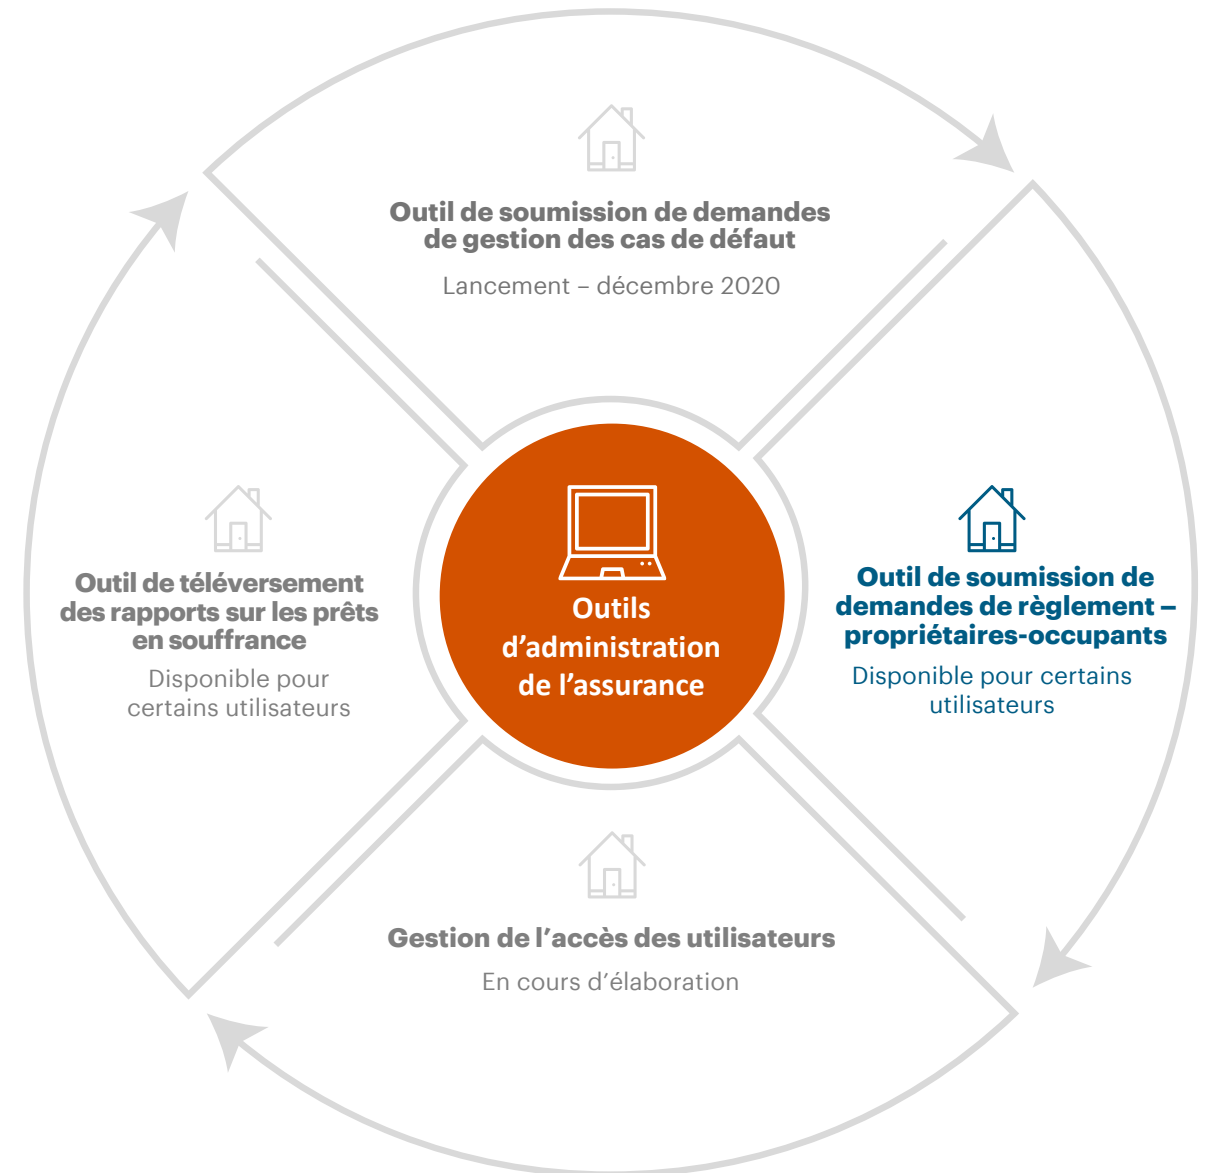 Outil de soumission de demandes
de gestion des cas de défaut
Lancement – décembre 2020
Outil de téléversement
des rapports sur les prêts
en souffrance
Disponible pour
certains utilisateurs
Outils
d’administration
de l’assurance
Outil de soumission de
demandes de règlement –
propriétaires-occupants
Disponible pour certains
utilisateurs
Gestion de l’accès des utilisateurs
En cours d’élaboration